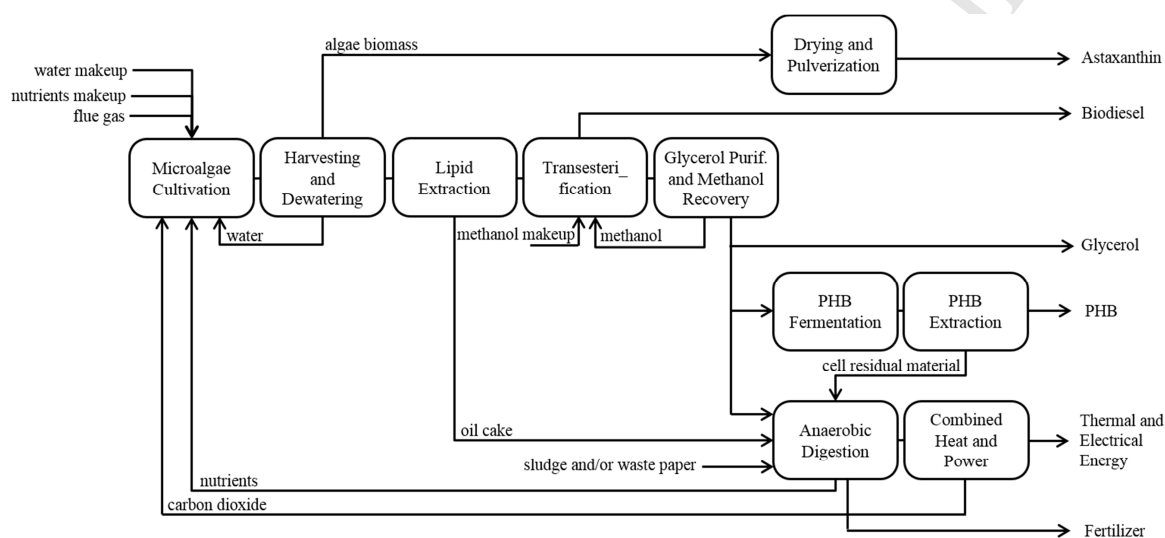 algae biomass
Drying and
Pulverization
Astaxanthin
water makeup
nutrients makeup
flue gas
Biodiesel
Microalgae
Cultivation
Harvesting
and
Dewatering
Lipid
Extraction
Transesteri_
fication
Glycerol Purif.
and Methanol
Recovery
water
methanol makeup
methanol
Glycerol
PHB
Fermentation
PHB
Extraction
PHB
cell residual material
oil cake
Anaerobic
Digestion
Combined
Heat and
Power
Thermal and
Electrical
Energy
sludge and/or waste paper
nutrients
carbon dioxide
Fertilizer